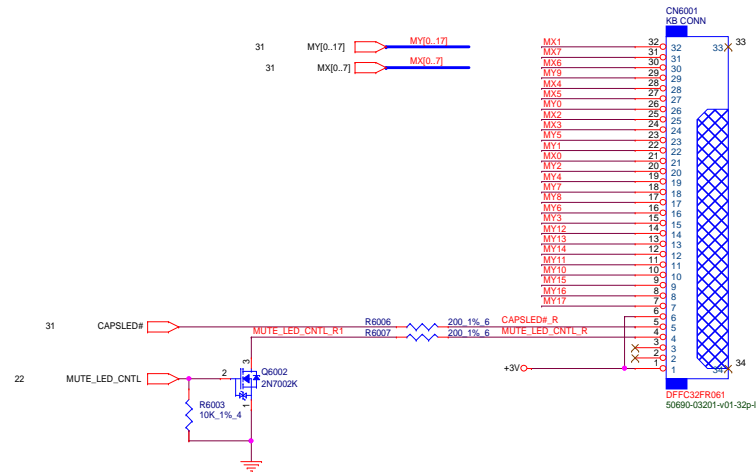 CN6001
KB CONN
31 MY[0..17] MY[0..17]
31 MX[0..7] MX[0..7]
33 33
MX1 32 32
MX7 31 31
MX6 30 30
MY9 29 29
MX4 28 28
MX5 27 27
MY0 26 26
MX2 25 25
MX3 24 24
MY5 23 23
MY1 22 22
MX0 21 21
MY2 20 20
MY4 19 19
MY7 18 18
MY8 17 17
MY6 16 16
MY3 15 15
MY12 14 14
MY13 13 13
MY14 12 12
MY11 11 11
MY10 10 10
MY15 9 9
MY16 8 8
MY17 7 7
6 6
31 CAPSLED# R6006 200_1%_6 CAPSLED#_R 5 5
MUTE_LED_CNTL_R1 R6007 200_1%_6 MUTE_LED_CNTL_R 4 4
3 3
2 2
+3V 1 1
34 34
22 MUTE_LED_CNTL 2 3 1
Q6002
2N7002K
R6003
10K_1%_4
DFFC32FR061
50690-03201-v01-32p-l